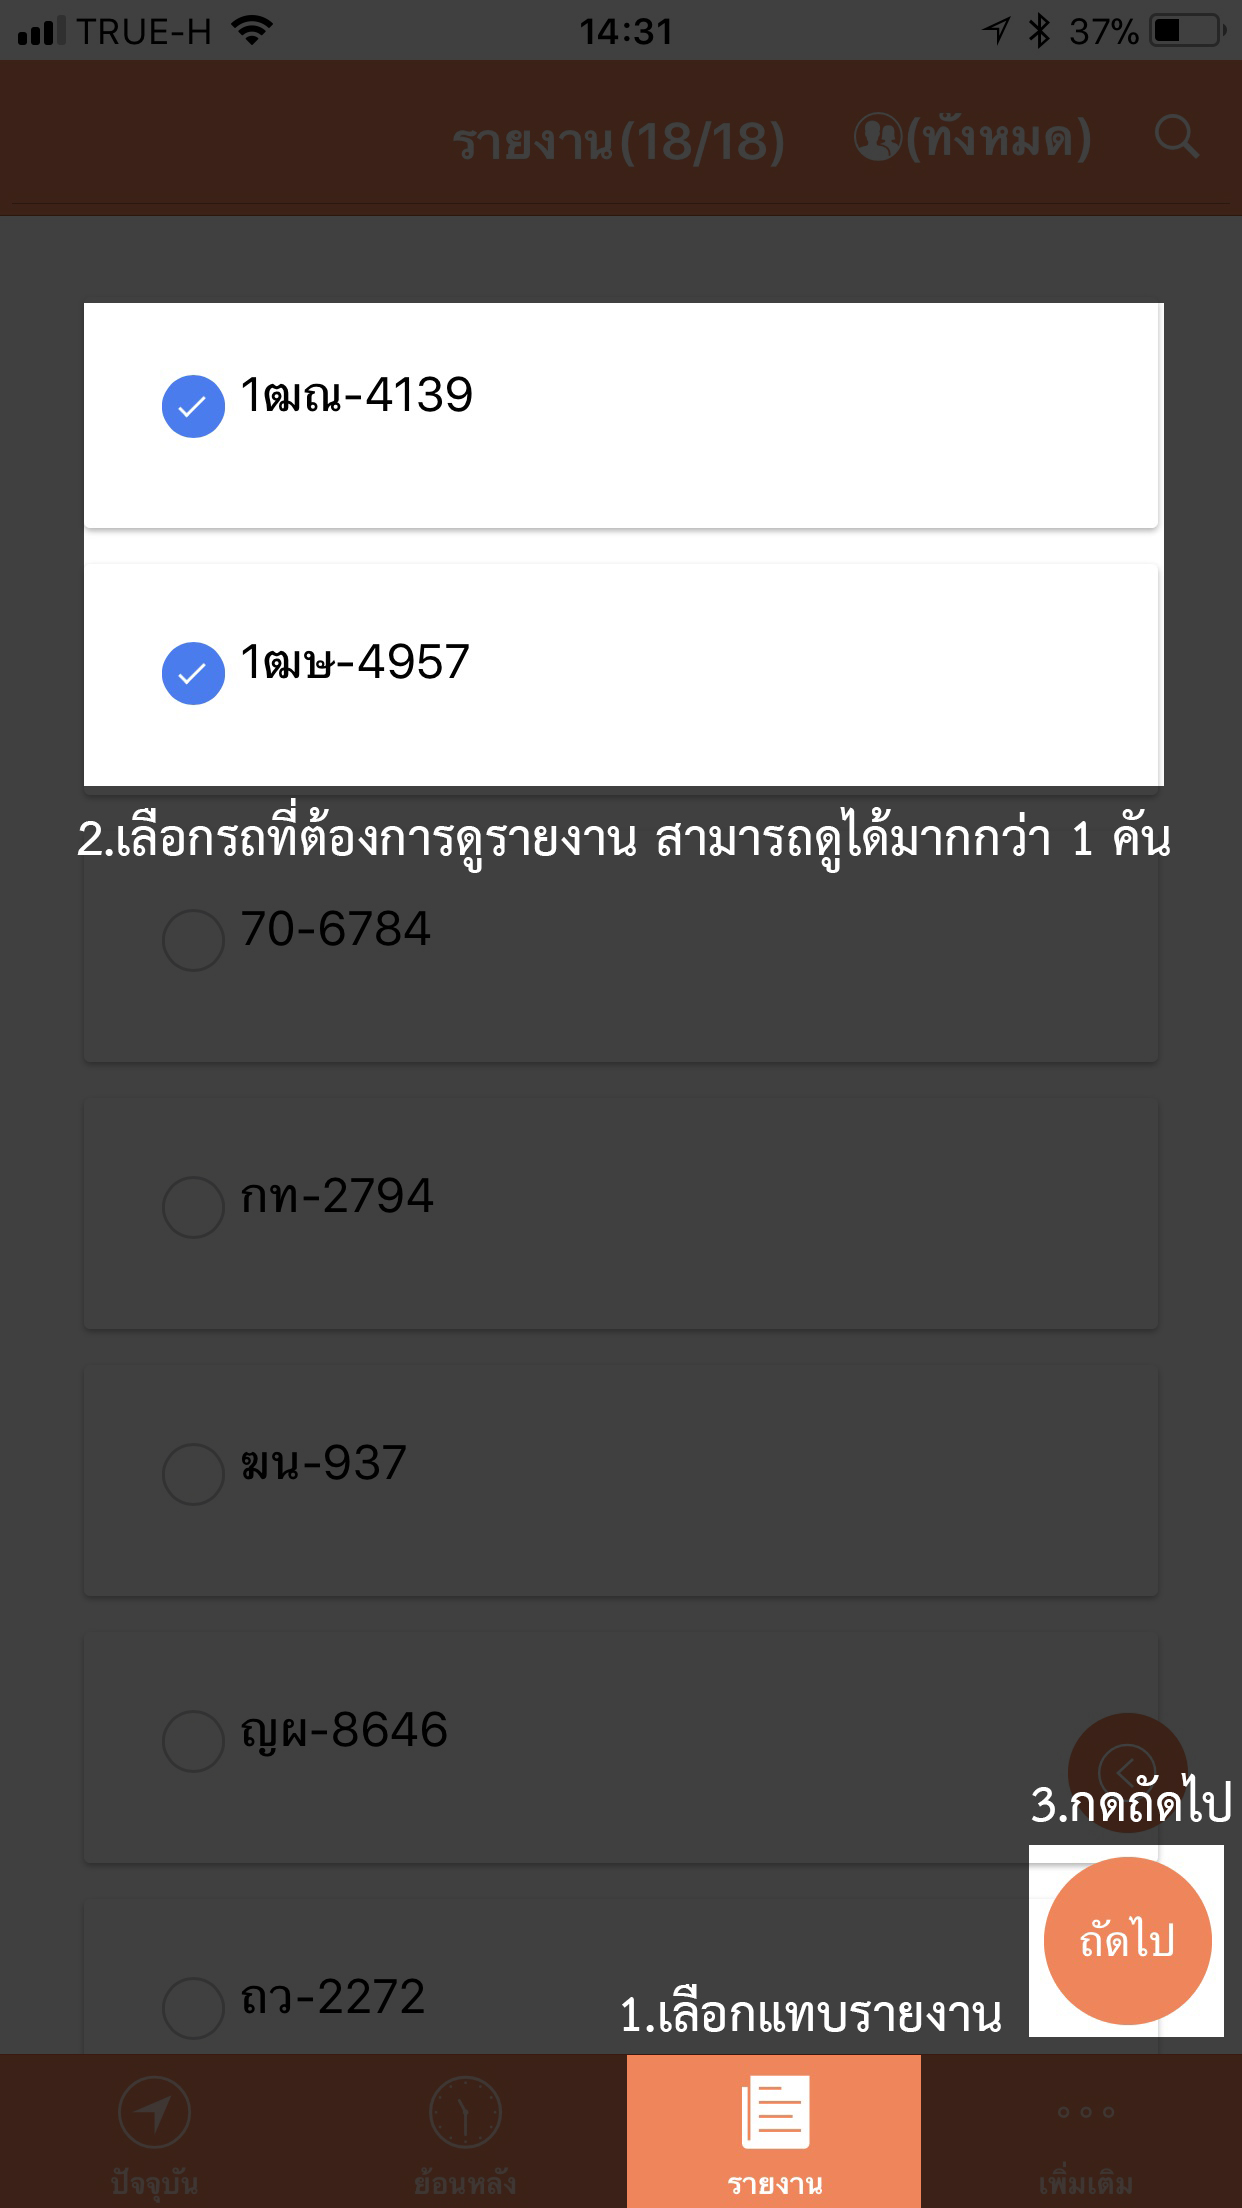 TRUE-H 14:31 37%
รายงาน(18/18) (ทั้งหมด)
1ฒณ-4139
1ฒษ-4957
2.เลือกรถที่ต้องการดูรายงาน สามารถดูได้มากกว่า 1 คัน
70-6784
กท-2794
ฆน-937
ญผ-8646
3.กดถัดไป
ถัดไป
ถว-2272
1.เลือกแทบรายงาน
ปัจจุบัน ย้อนหลัง รายงาน เพิ่มเติม